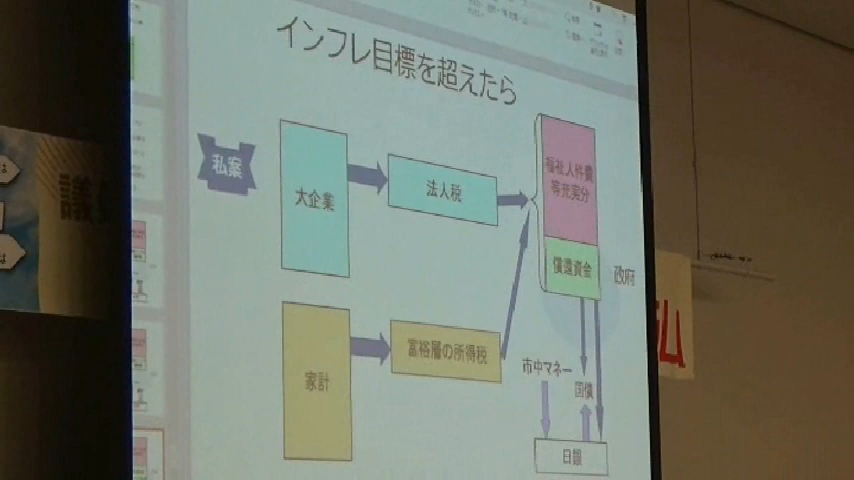 インフレ目標を超えたら
私案
大企業
法人税
福祉人件費
等充実分
償還資金
政府
家計
富裕層の所得税
市中マネー
国債
日銀
議